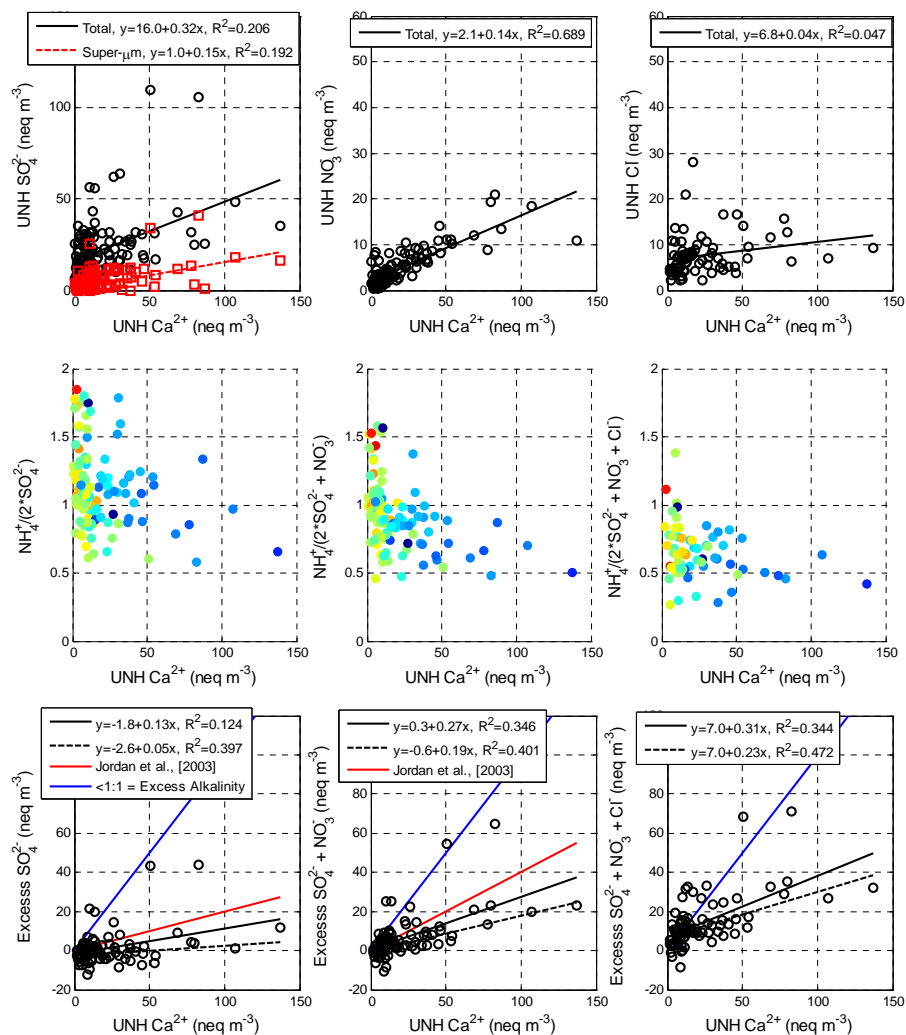 Total, y=16.0+0.32x, R²=0.206
Super-μm, y=1.0+0.15x, R²=0.192
100
50
0
0 50 100 150
UNH SO₄²⁻ (neq m⁻³)
UNH Ca²⁺ (neq m⁻³)
Total, y=2.1+0.14x, R²=0.689
60
50
40
30
20
10
0
0 50 100 150
UNH NO₃⁻ (neq m⁻³)
UNH Ca²⁺ (neq m⁻³)
Total, y=6.8+0.04x, R²=0.047
60
50
40
30
20
10
0
0 50 100 150
UNH Cl⁻ (neq m⁻³)
UNH Ca²⁺ (neq m⁻³)
2
1.5
1
0.5
0
0 50 100 150
NH₄⁺/(2*SO₄²⁻)
UNH Ca²⁺ (neq m⁻³)
2
1.5
1
0.5
0
0 50 100 150
NH₄⁺/(2*SO₄²⁻ + NO₃⁻)
UNH Ca²⁺ (neq m⁻³)
2
1.5
1
0.5
0
0 50 100 150
NH₄⁺/(2*SO₄²⁻ + NO₃⁻ + Cl⁻)
UNH Ca²⁺ (neq m⁻³)
y=-1.8+0.13x, R²=0.124
y=-2.6+0.05x, R²=0.397
Jordan et al., [2003]
<1:1 = Excess Alkalinity
80
60
40
20
0
-20
0 50 100 150
Excesss SO₄²⁻ (neq m⁻³)
UNH Ca²⁺ (neq m⁻³)
y=0.3+0.27x, R²=0.346
y=-0.6+0.19x, R²=0.401
Jordan et al., [2003]
80
60
40
20
0
-20
0 50 100 150
Excesss SO₄²⁻ + NO₃⁻ (neq m⁻³)
UNH Ca²⁺ (neq m⁻³)
y=7.0+0.31x, R²=0.344
y=7.0+0.23x, R²=0.472
80
60
40
20
0
-20
0 50 100 150
Excesss SO₄²⁻ + NO₃⁻ + Cl⁻ (neq m⁻³)
UNH Ca²⁺ (neq m⁻³)